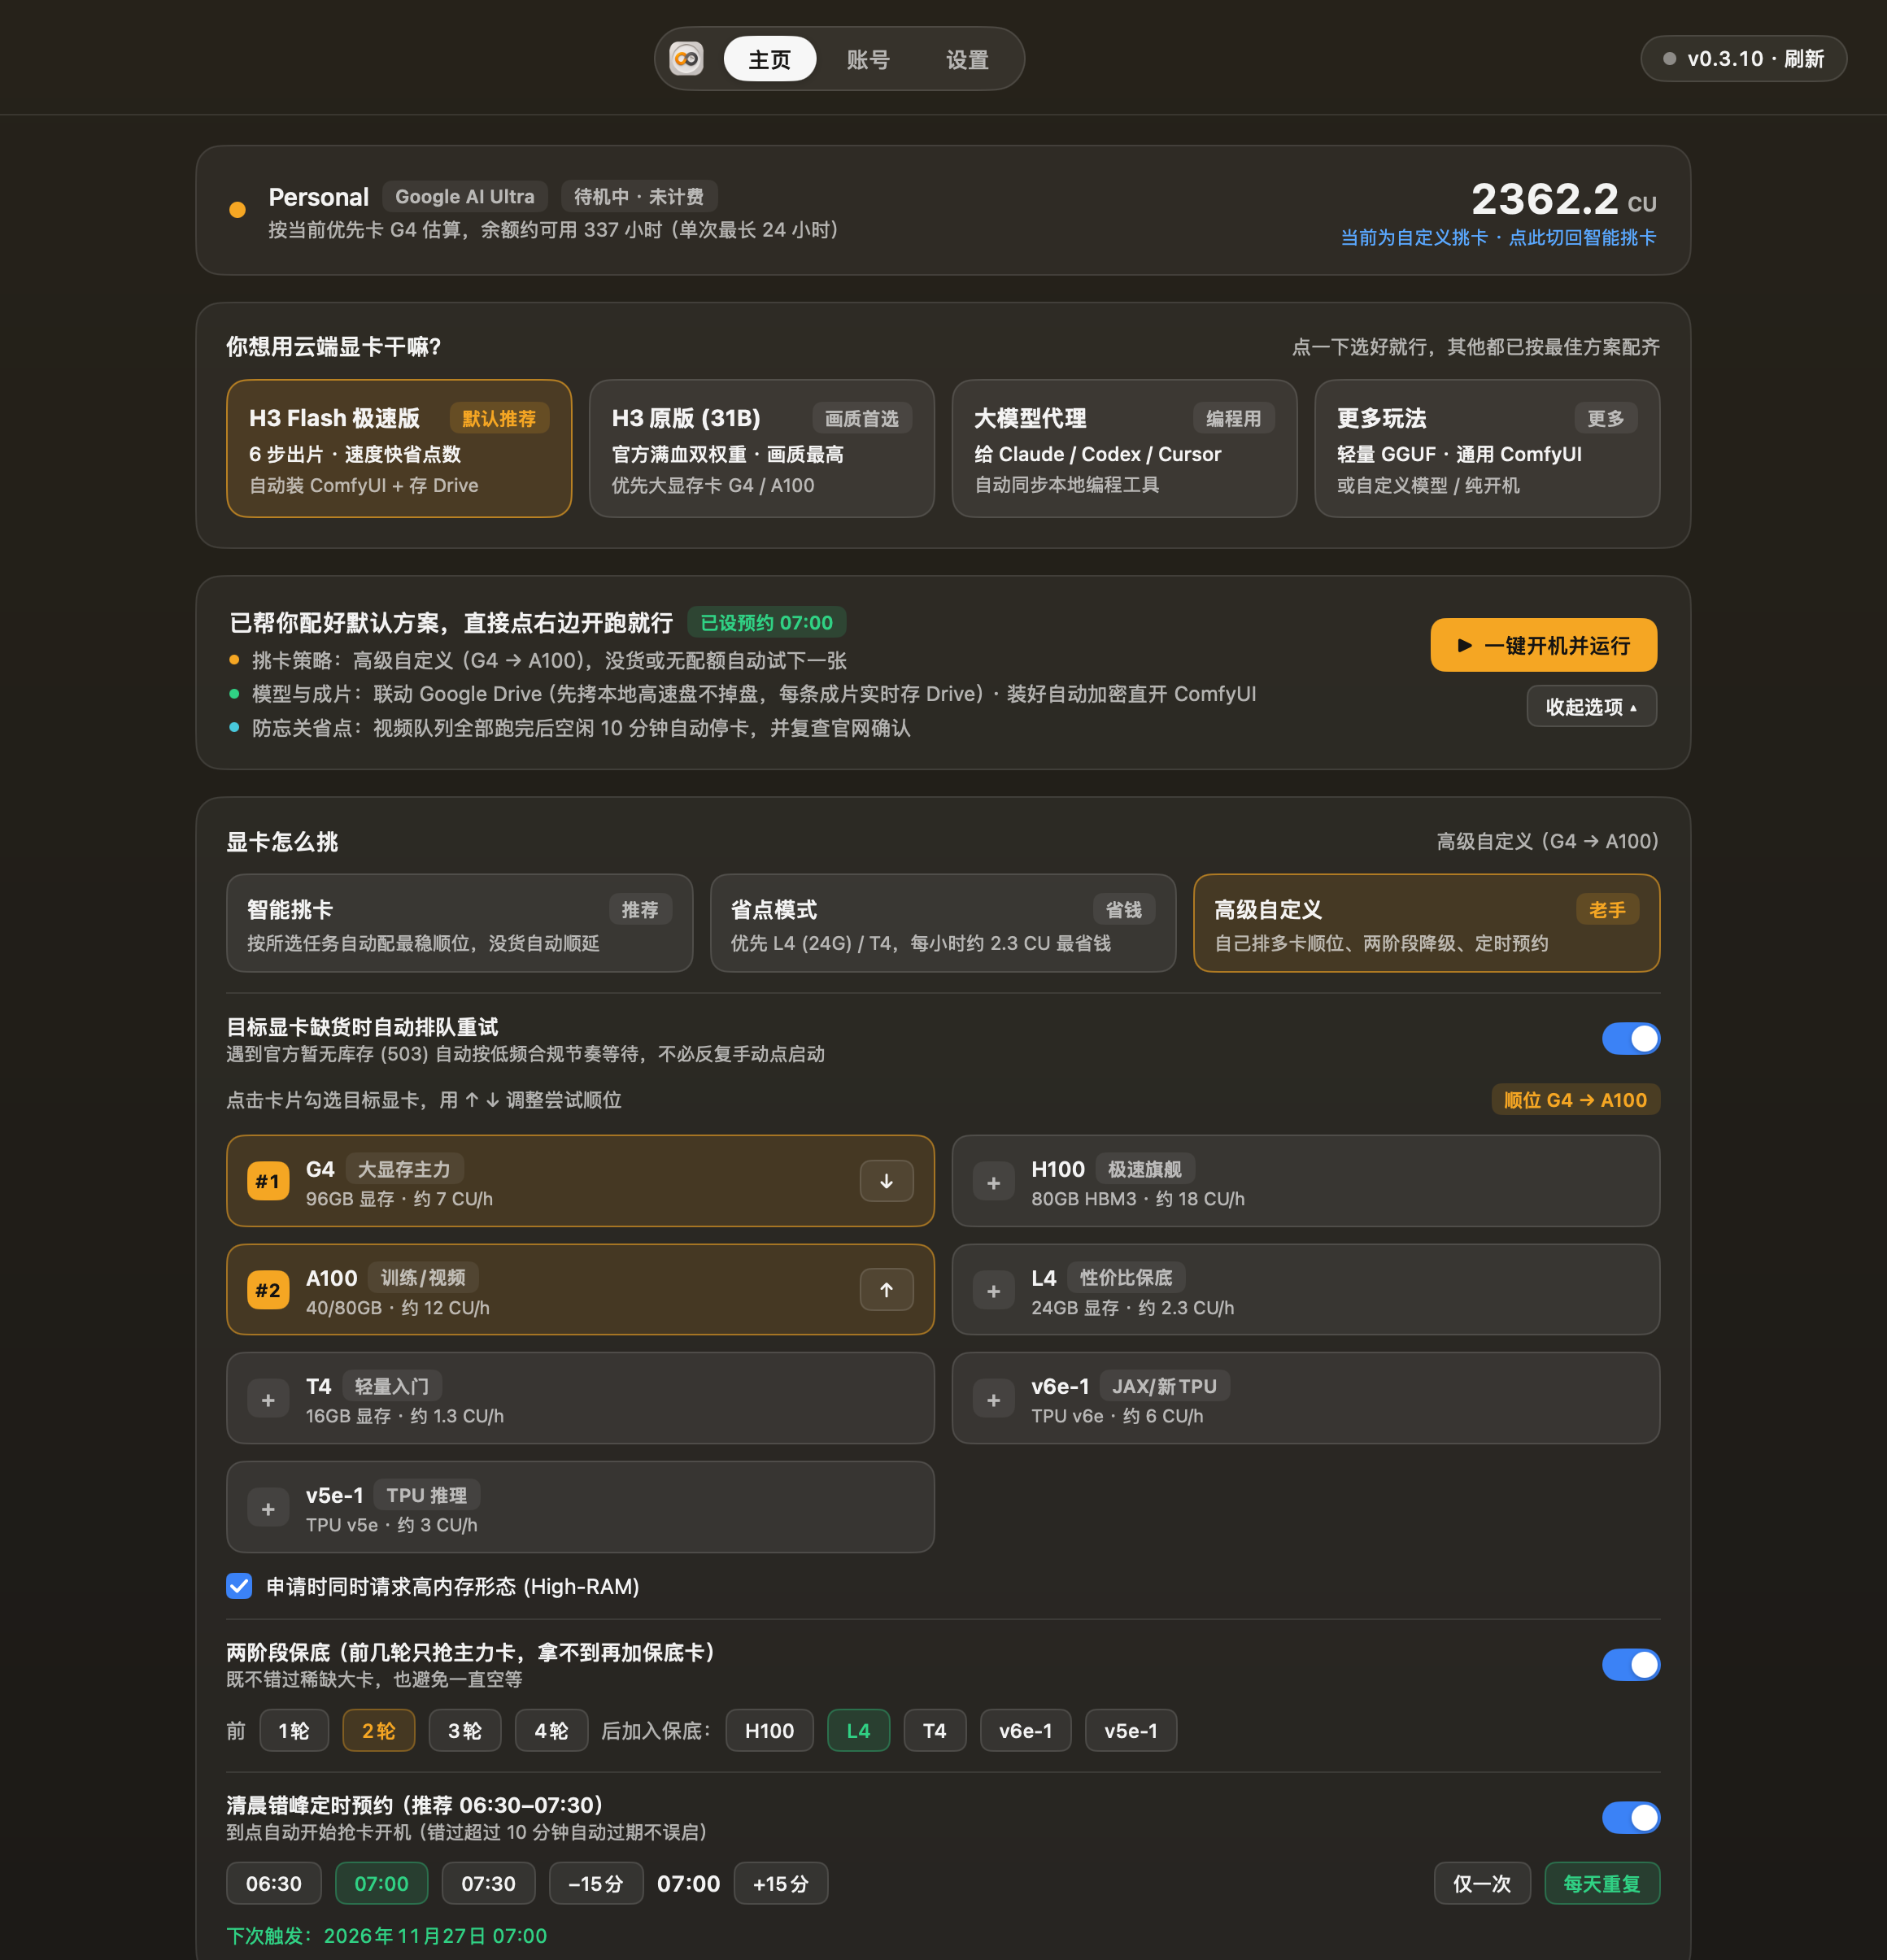 主页 账号 设置
v0.3.10 · 刷新
Personal Google AI Ultra 待机中 · 未计费
按当前优先卡 G4 估算，余额约可用 337 小时（单次最长 24 小时）
2362.2 CU
当前为自定义挑卡 · 点此切回智能挑卡
你想用云端显卡干嘛？
点一下选好就行，其他都已按最佳方案配齐
H3 Flash 极速版 默认推荐
6 步出片 · 速度快省点数
自动装 ComfyUI + 存 Drive
H3 原版 (31B) 画质首选
官方满血双权重 · 画质最高
优先大显存卡 G4 / A100
大模型代理 编程用
给 Claude / Codex / Cursor
自动同步本地编程工具
更多玩法 更多
轻量 GGUF · 通用 ComfyUI
或自定义模型 / 纯开机
已帮你配好默认方案，直接点右边开跑就行 已设预约 07:00
挑卡策略：高级自定义（G4 → A100），没货或无配额自动试下一张
模型与成片：联动 Google Drive（先拷本地高速盘不掉盘，每条成片实时存 Drive）· 装好自动加密直开 ComfyUI
防忘关省点：视频队列全部跑完后空闲 10 分钟自动停卡，并复查官网确认
▶ 一键开机并运行
收起选项 ▴
显卡怎么挑
高级自定义（G4 → A100）
智能挑卡 推荐
按所选任务自动配最稳顺位，没货自动顺延
省点模式 省钱
优先 L4 (24G) / T4，每小时约 2.3 CU 最省钱
高级自定义 老手
自己排多卡顺位、两阶段降级、定时预约
目标显卡缺货时自动排队重试
遇到官方暂无库存 (503) 自动按低频合规节奏等待，不必反复手动点启动
点击卡片勾选目标显卡，用 ↑ ↓ 调整尝试顺位
顺位 G4 → A100
#1 G4 大显存主力 ↓
96GB 显存 · 约 7 CU/h
+ H100 极速旗舰
80GB HBM3 · 约 18 CU/h
#2 A100 训练/视频 ↑
40/80GB · 约 12 CU/h
+ L4 性价比保底
24GB 显存 · 约 2.3 CU/h
+ T4 轻量入门
16GB 显存 · 约 1.3 CU/h
+ v6e-1 JAX/新TPU
TPU v6e · 约 6 CU/h
+ v5e-1 TPU 推理
TPU v5e · 约 3 CU/h
申请时同时请求高内存形态 (High-RAM)
两阶段保底（前几轮只抢主力卡，拿不到再加保底卡）
既不错过稀缺大卡，也避免一直空等
前 1轮 2轮 3轮 4轮 后加入保底： H100 L4 T4 v6e-1 v5e-1
清晨错峰定时预约（推荐 06:30–07:30）
到点自动开始抢卡开机（错过超过 10 分钟自动过期不误启）
06:30 07:00 07:30 −15分 07:00 +15分 仅一次 每天重复
下次触发：2026年11月27日 07:00